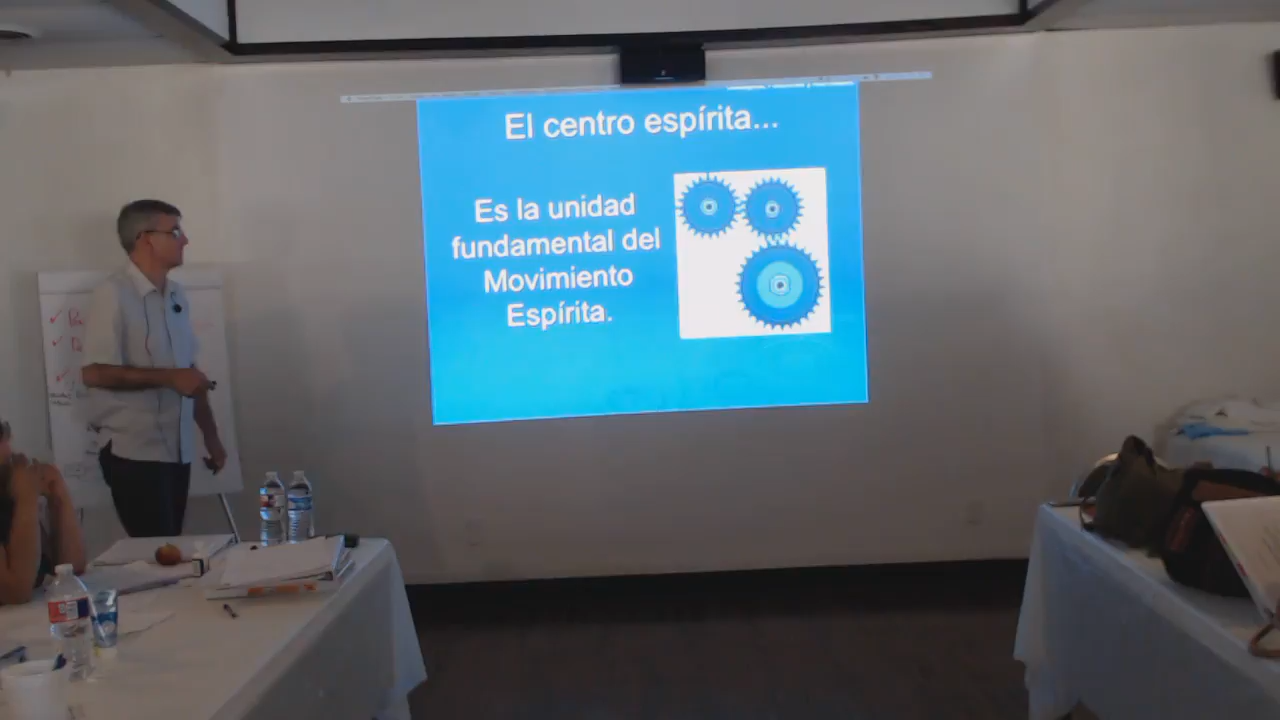 El centro espírita...
Es la unidad
fundamental del
Movimiento
Espírita.